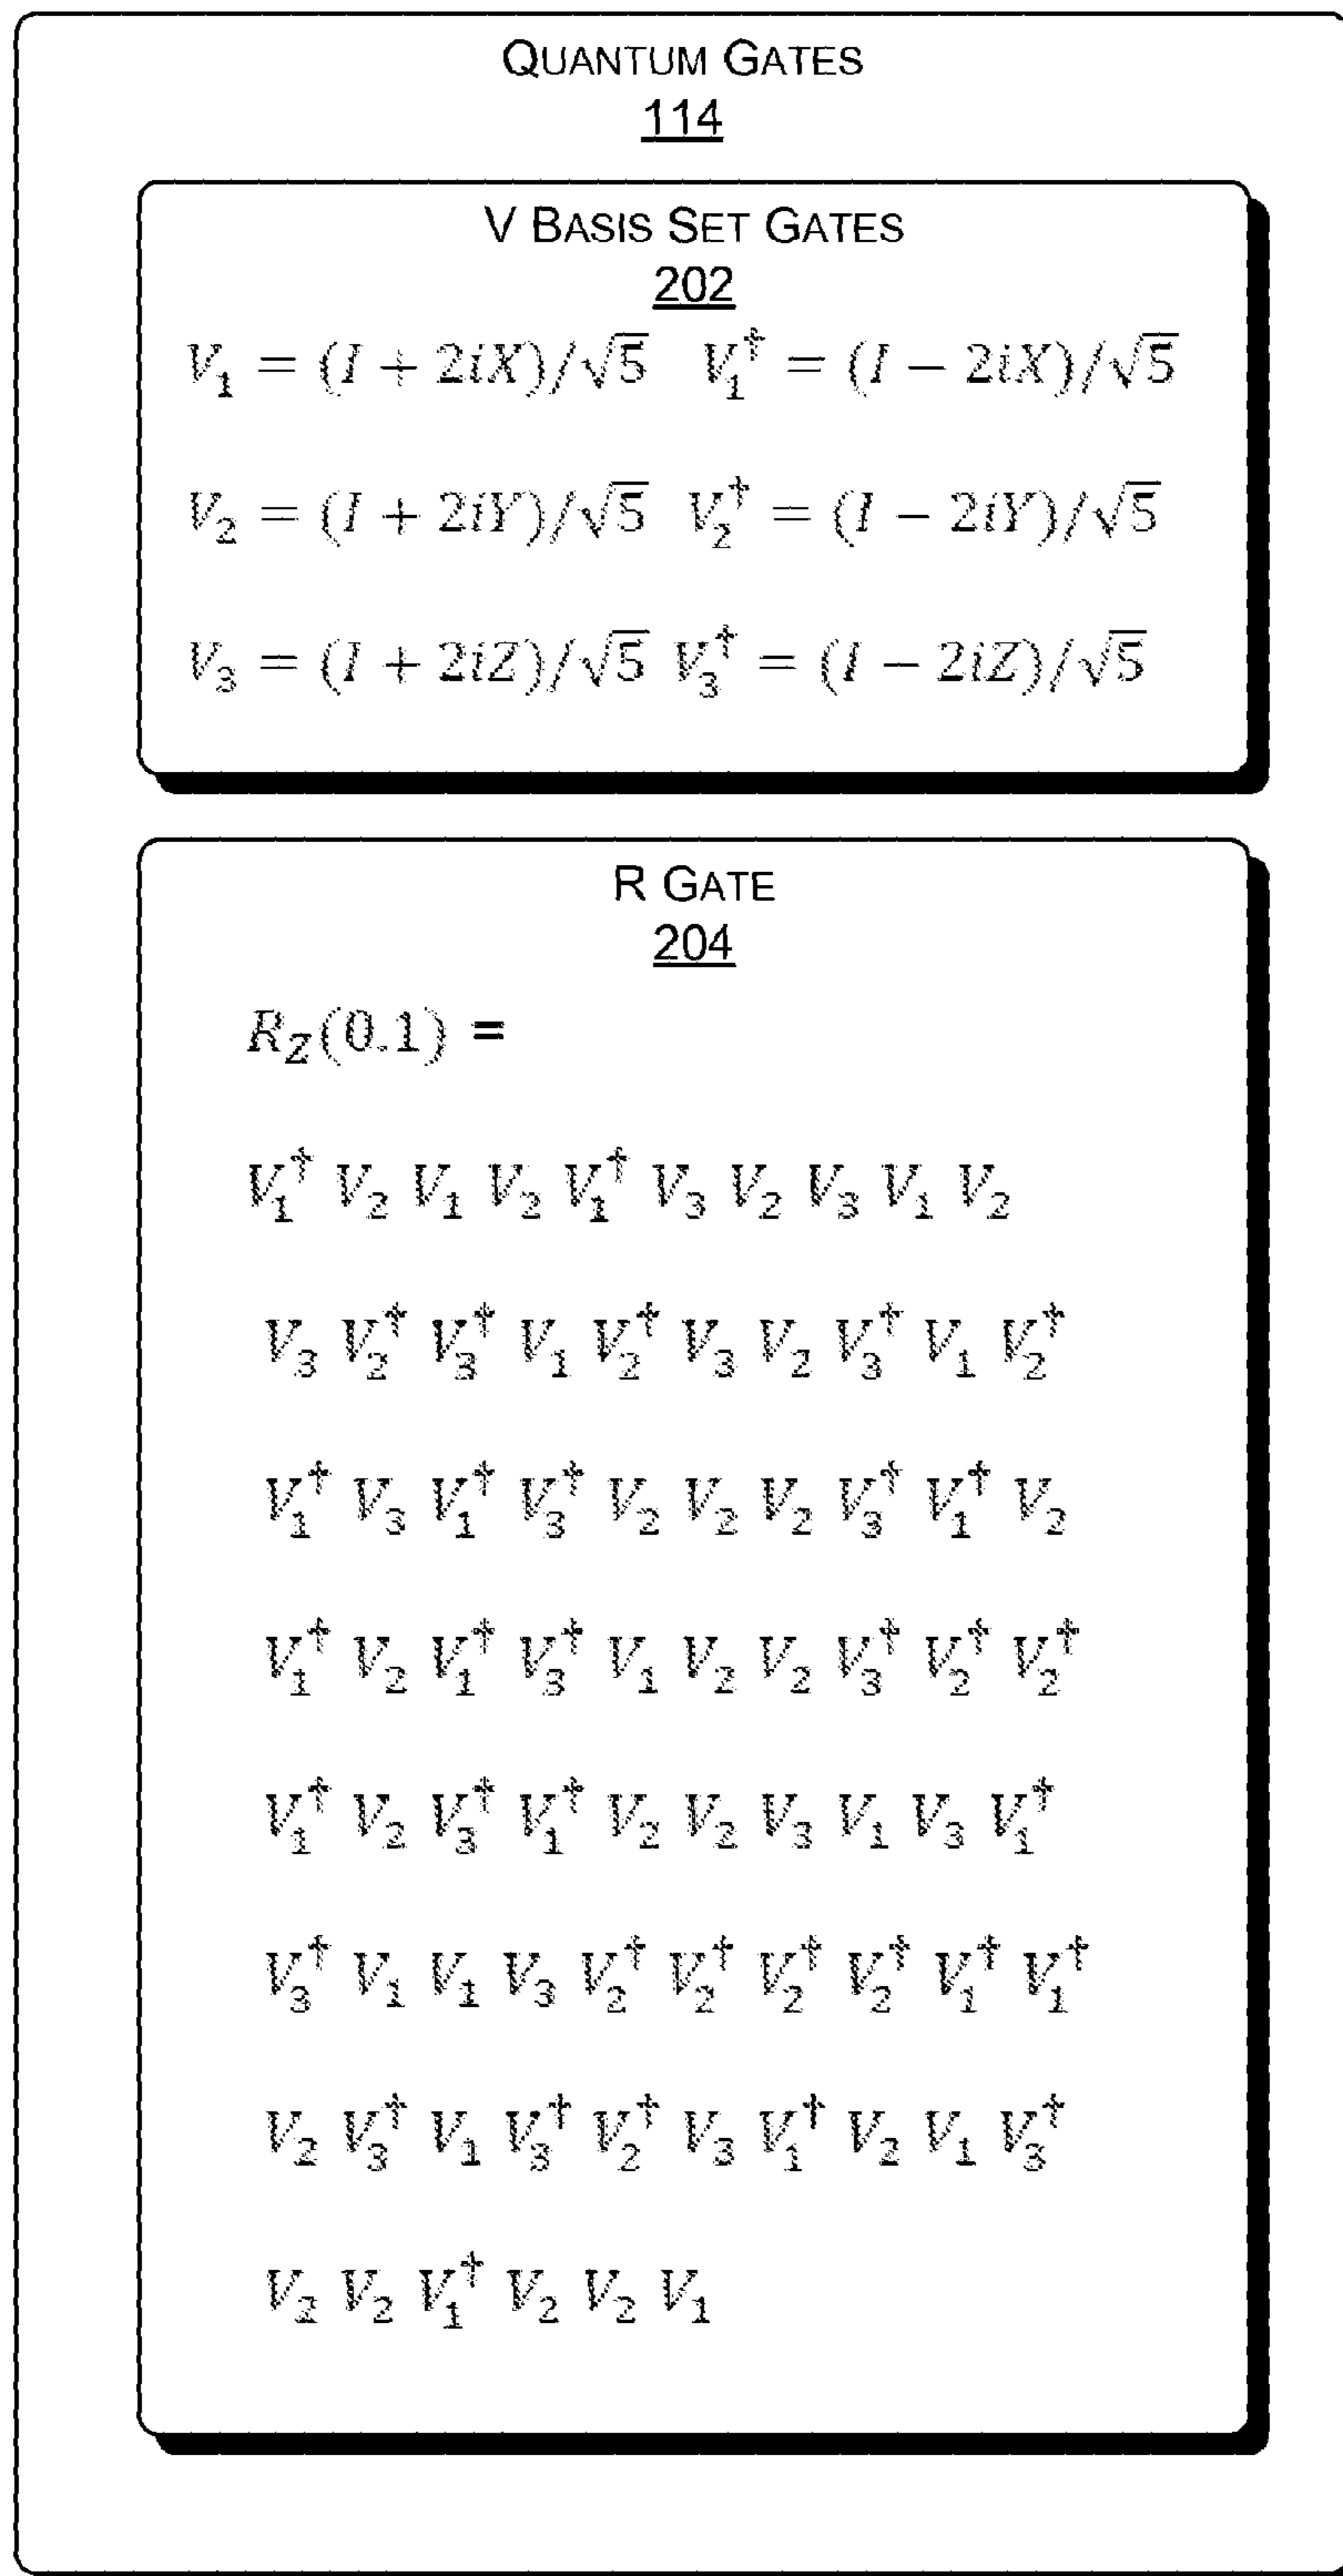 QUANTUM GATES
114
V BASIS SET GATES
202
V₁ = (I + 2iX)/√5 V₁† = (I − 2iX)/√5
V₂ = (I + 2iY)/√5 V₂† = (I − 2iY)/√5
V₃ = (I + 2iZ)/√5 V₃† = (I − 2iZ)/√5
R GATE
204
R_Z(0.1) =
V₁† V₂ V₁ V₂ V₁† V₃ V₂ V₃ V₁ V₂
V₃ V₂† V₃† V₁ V₂† V₃ V₂ V₃† V₁ V₂†
V₁† V₃ V₁† V₃† V₂ V₂ V₂ V₃† V₁† V₂
V₁† V₂ V₁† V₃† V₁ V₂ V₂ V₃† V₂† V₂†
V₁† V₂ V₃† V₁† V₂ V₂ V₃ V₁ V₃ V₁†
V₃† V₁ V₁ V₃ V₂† V₂† V₂† V₂† V₁† V₁†
V₂ V₃† V₁ V₃† V₂† V₃ V₁† V₂ V₁ V₃†
V₂ V₂ V₁† V₂ V₂ V₁